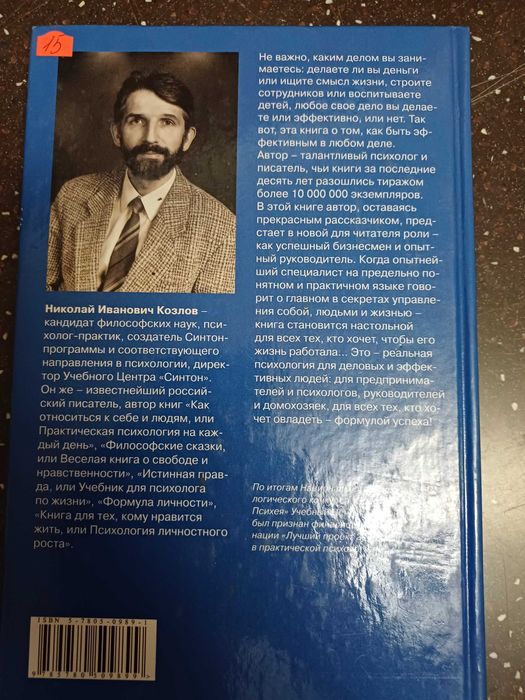 15
Николай Иванович Козлов –
кандидат философских наук, пси-
холог-практик, создатель Синтон-
программы и соответствующего
направления в психологии, дирек-
тор Учебного Центра «Синтон».
Он же – известнейший россий-
ский писатель, автор книг «Как
относиться к себе и людям, или
Практическая психология на каж-
дый день», «Философские сказки,
или Веселая книга о свободе и
нравственности», «Истинная прав-
да, или Учебник для психолога
по жизни», «Формула личности»,
«Книга для тех, кому нравится
жить, или Психология личностного
роста».
Не важно, каким делом вы зани-
маетесь: делаете ли вы деньги
или ищите смысл жизни, строите
сотрудников или воспитываете
детей, любое свое дело вы делае-
те или эффективно, или нет. Так
вот, эта книга о том, как быть эф-
фективным в любом деле.
Автор – талантливый психолог и
писатель, чьи книги за последние
десять лет разошлись тиражом
более 10 000 000 экземпляров.
В этой книге автор, оставаясь
прекрасным рассказчиком, пред-
стает в новой для читателя роли –
как успешный бизнесмен и опыт-
ный руководитель. Когда опытней-
ший специалист на предельно по-
нятном и практичном языке гово-
рит о главном в секретах управле-
ния собой, людьми и жизнью –
книга становится настольной
для всех тех, кто хочет, чтобы его
жизнь работала... Это – реальная
психология для деловых и эффе-
ктивных людей: для предпринима-
телей и психологов, руководителей
и домохозяек, для всех тех, кто хо-
чет овладеть – формулой успеха!
По итогам
логического
Психея»
был признан
нации «Лучший проект
в практической
ISBN 5-7805-0989-1
9785780509899